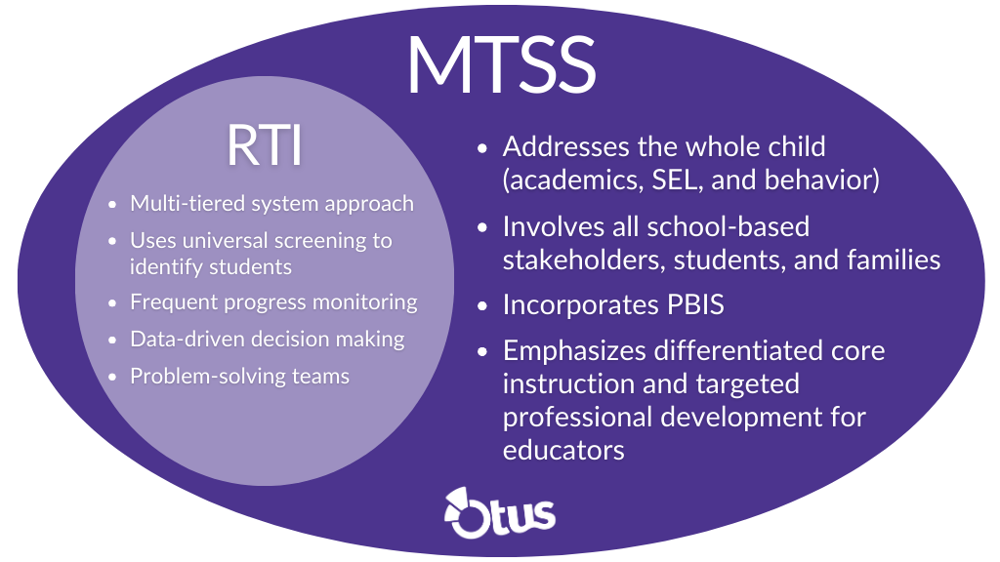 MTSS
RTI
• Multi-tiered system approach
• Uses universal screening to
identify students
• Frequent progress monitoring
• Data-driven decision making
• Problem-solving teams
• Addresses the whole child
(academics, SEL, and behavior)
• Involves all school-based
stakeholders, students, and families
• Incorporates PBIS
• Emphasizes differentiated core
instruction and targeted
professional development for
educators
Otus